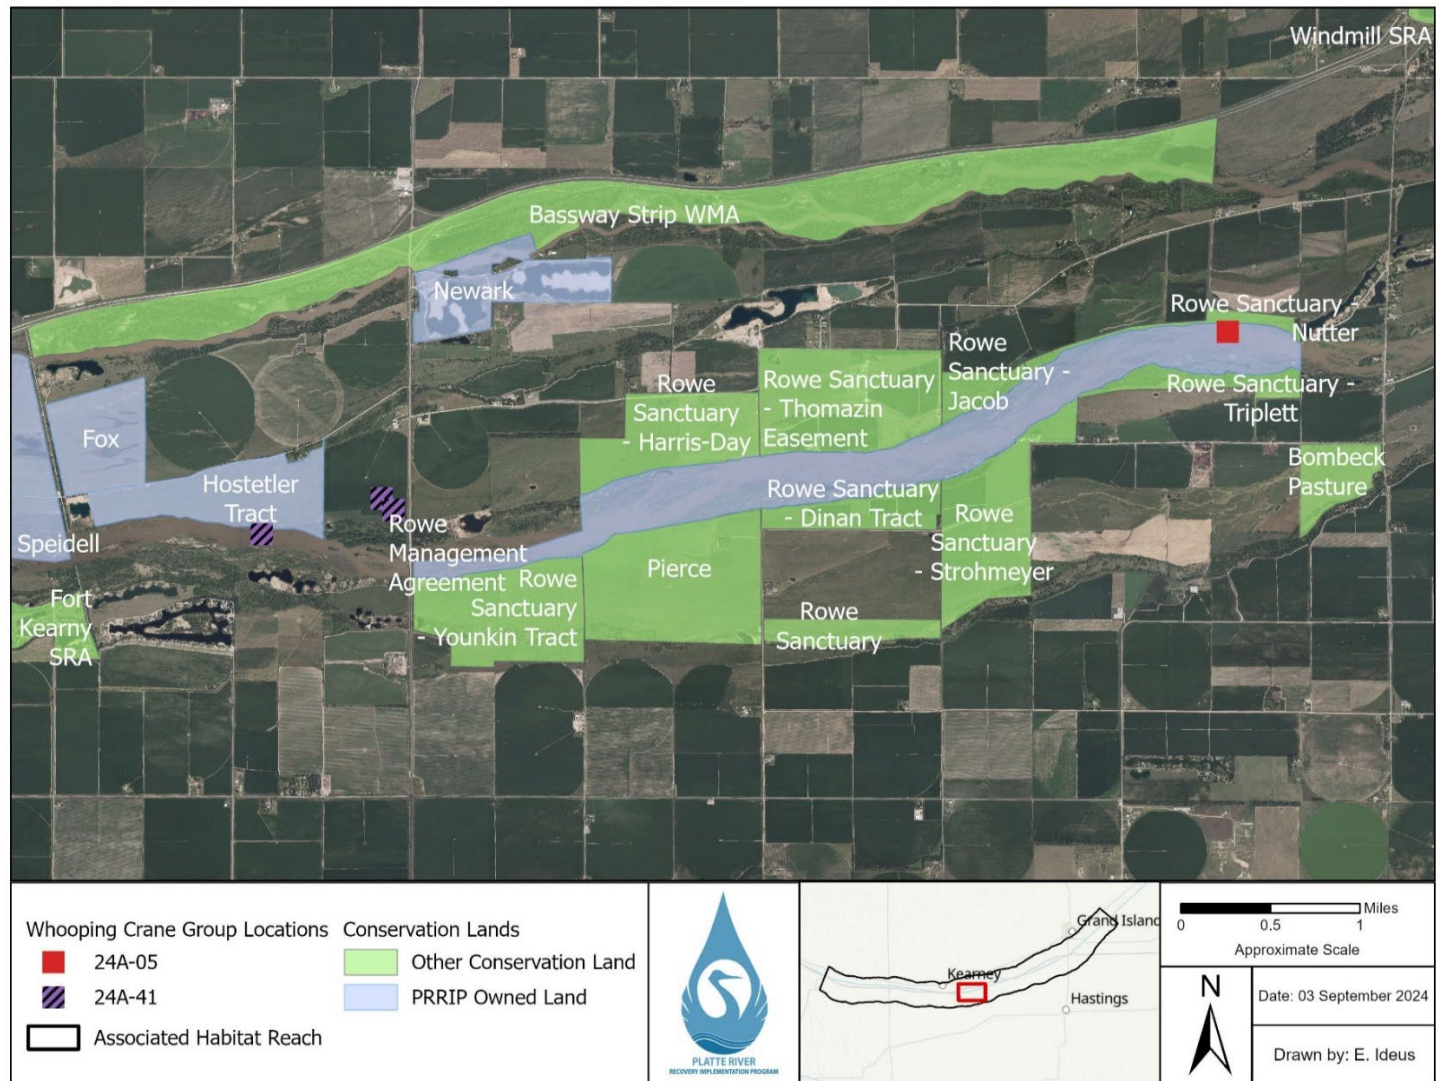 Windmill SRA
Bassway Strip WMA
Newark
Rowe Sanctuary -
Nutter
Rowe
Sanctuary -
Jacob
Rowe
Sanctuary
- Harris-Day
Rowe Sanctuary
- Thomazin
Easement
Rowe Sanctuary -
Triplett
Fox
Hostetler
Tract
Bombeck
Pasture
Rowe Sanctuary
- Dinan Tract
Rowe
Sanctuary
- Strohmeyer
Speidell
Rowe
Management
Agreement
Rowe
Sanctuary
- Younkin Tract
Pierce
Fort
Kearny
SRA
Rowe
Sanctuary
Whooping Crane Group Locations
24A-05
24A-41
Associated Habitat Reach
Conservation Lands
Other Conservation Land
PRRIP Owned Land
PLATTE RIVER
RECOVERY IMPLEMENTATION PROGRAM
Grand Island
Kearney
Hastings
Miles
0 0.5 1
Approximate Scale
N
Date: 03 September 2024
Drawn by: E. Ideus